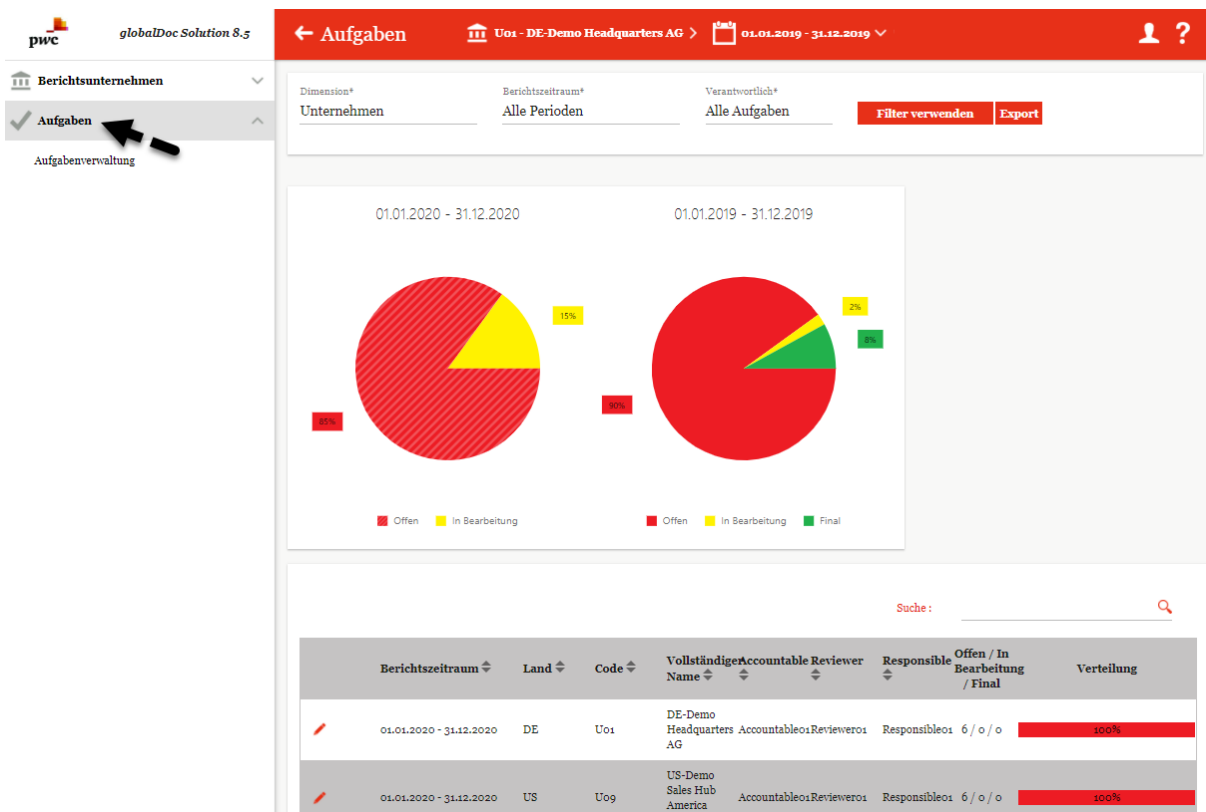 pwc
globalDoc Solution 8.5
Aufgaben
U01 - DE-Demo Headquarters AG
01.01.2019 - 31.12.2019
?
Berichtsunternehmen
Aufgaben
Aufgabenverwaltung
Dimension*
Berichtszeitraum*
Verantwortlich*
Unternehmen
Alle Perioden
Alle Aufgaben
Filter verwenden
Export
01.01.2020 - 31.12.2020
01.01.2019 - 31.12.2019
15%
85%
2%
8%
90%
Offen
In Bearbeitung
Offen
In Bearbeitung
Final
Suche :
Berichtszeitraum
Land
Code
Vollständiger
Name
Accountable
Reviewer
Responsible
Offen / In
Bearbeitung
/ Final
Verteilung
01.01.2020 - 31.12.2020
DE
U01
DE-Demo
Headquarters
AG
Accountable01
Reviewer01
Responsible01
6 / 0 / 0
100%
01.01.2020 - 31.12.2020
US
U09
US-Demo
Sales Hub
America
Accountable01
Reviewer01
Responsible01
6 / 0 / 0
100%